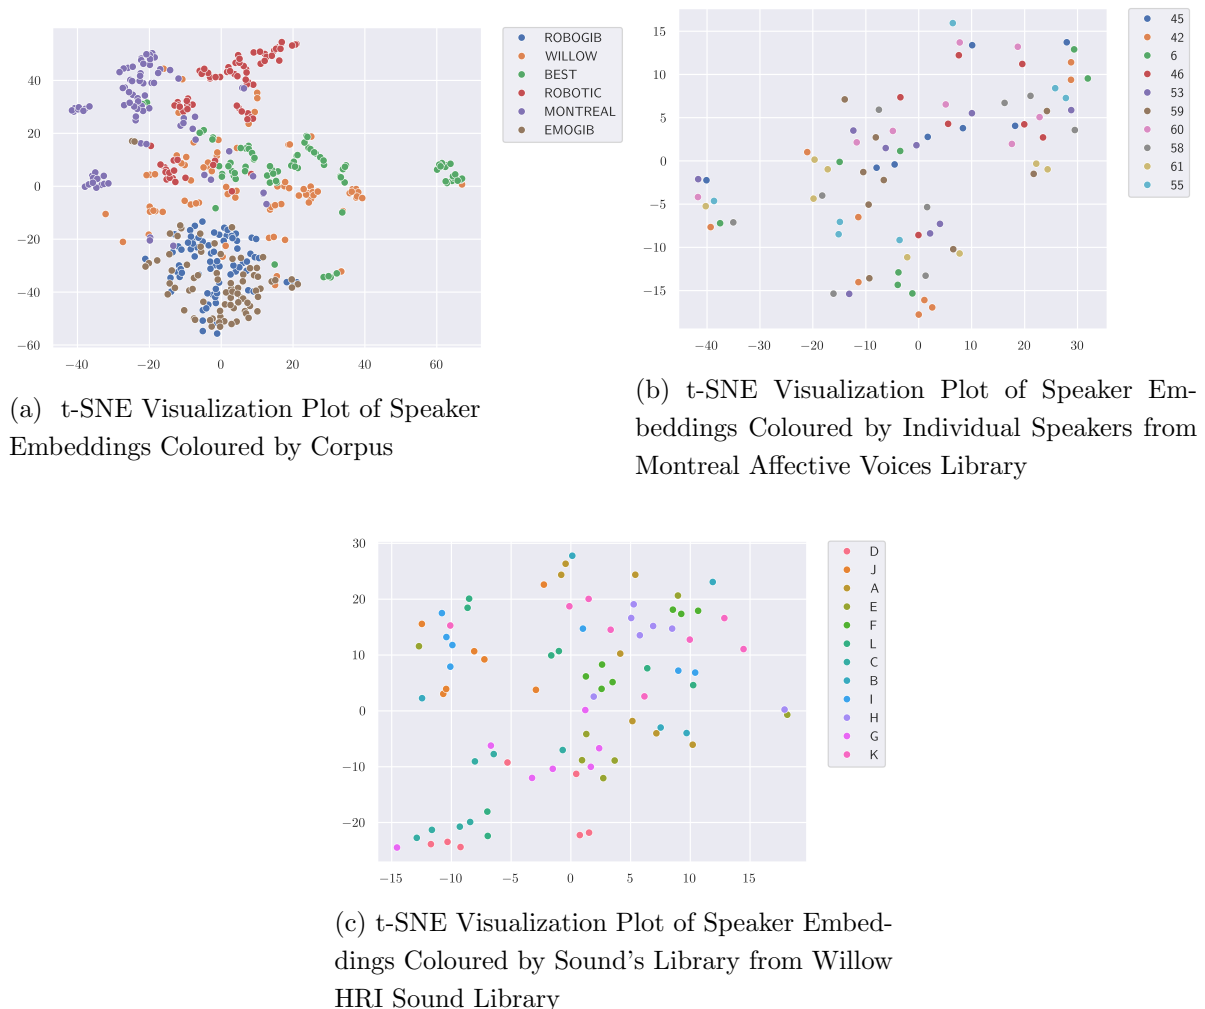 40
20
0
−20
−40
−60
−40
−20
0
20
40
60
ROBOGIB
WILLOW
BEST
ROBOTIC
MONTREAL
EMOGIB
(a) t-SNE Visualization Plot of Speaker
Embeddings Coloured by Corpus
15
10
5
0
−5
−10
−15
−40
−30
−20
−10
0
10
20
30
45
42
6
46
53
59
60
58
61
55
(b) t-SNE Visualization Plot of Speaker Em-
beddings Coloured by Individual Speakers from
Montreal Affective Voices Library
30
20
10
0
−10
−20
−15
−10
−5
0
5
10
15
D
J
A
E
F
L
C
B
I
H
G
K
(c) t-SNE Visualization Plot of Speaker Embed-
dings Coloured by Sound's Library from Willow
HRI Sound Library